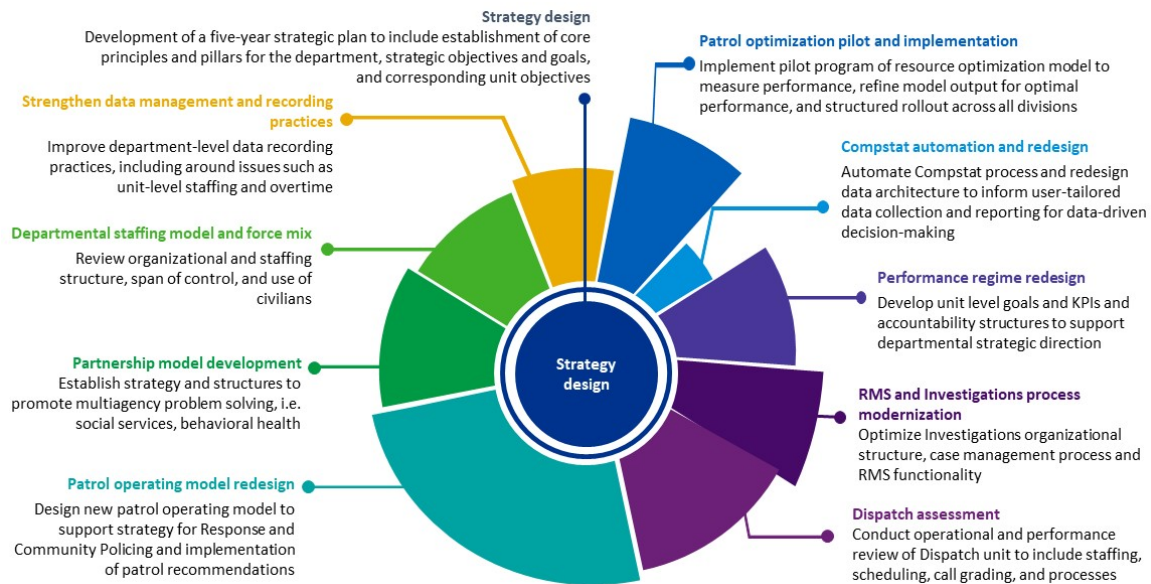 Strategy design
Development of a five-year strategic plan to include establishment of core
principles and pillars for the department, strategic objectives and goals,
and corresponding unit objectives
Patrol optimization pilot and implementation
Implement pilot program of resource optimization model to
measure performance, refine model output for optimal
performance, and structured rollout across all divisions
Compstat automation and redesign
Automate Compstat process and redesign
data architecture to inform user-tailored
data collection and reporting for data-driven
decision-making
Performance regime redesign
Develop unit level goals and KPIs and
accountability structures to support
departmental strategic direction
RMS and Investigations process
modernization
Optimize Investigations organizational
structure, case management process and
RMS functionality
Dispatch assessment
Conduct operational and performance
review of Dispatch unit to include staffing,
scheduling, call grading, and processes
Patrol operating model redesign
Design new patrol operating model to
support strategy for Response and
Community Policing and implementation
of patrol recommendations
Partnership model development
Establish strategy and structures to
promote multiagency problem solving, i.e.
social services, behavioral health
Departmental staffing model and force mix
Review organizational and staffing
structure, span of control, and use of
civilians
Strengthen data management and recording
practices
Improve department-level data recording
practices, including around issues such as
unit-level staffing and overtime
Strategy
design